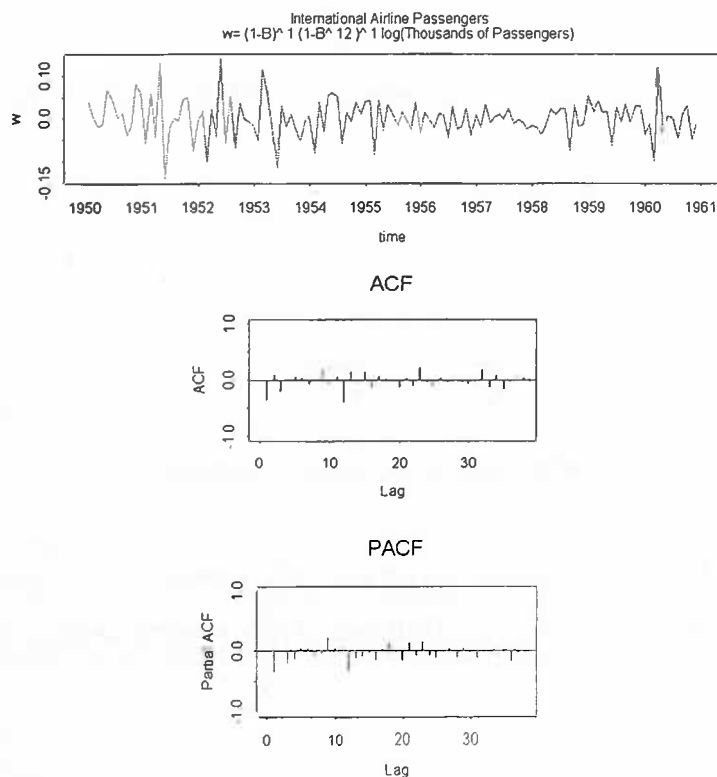 International Airline Passengers
w= (1-B)^ 1 (1-B^ 12 )^ 1 log(Thousands of Passengers)
0.10
0.0
-0.15
w
1950 1951 1952 1953 1954 1955 1956 1957 1958 1959 1960 1961
time
ACF
1.0
0.0
-1.0
ACF
0 10 20 30
Lag
PACF
1.0
0.0
-1.0
Partial ACF
0 10 20 30
Lag